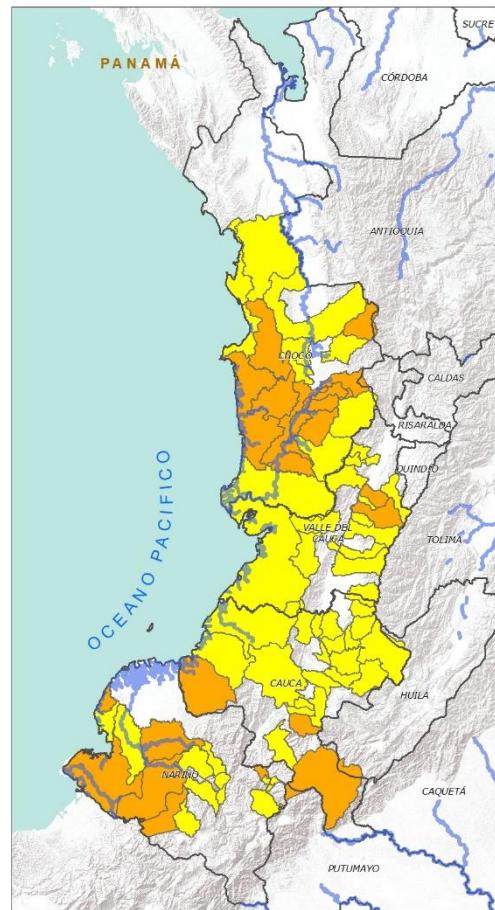 SUCRE
PANAMÁ
CÓRDOBA
ANTIOQUIA
CHOCÓ
CALDAS
RISARALDA
QUINDÍO
OCEANO PACIFICO
VALLE DEL
CAUCA
TOLIMA
CAUCA
HUILA
NARIÑO
CAQUETÁ
PUTUMAYO